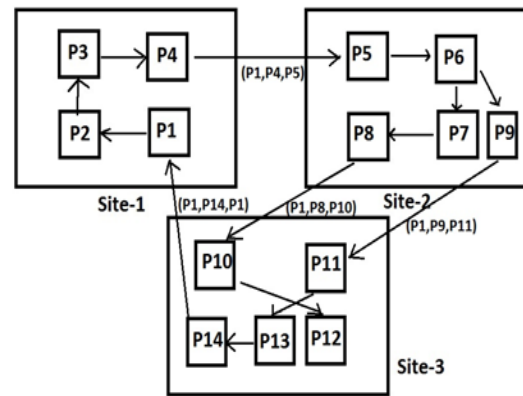 P3
P4
(P1,P4,P5)
P5
P6
P2
P1
P8
P7
P9
Site-1
Site-2
(P1,P14,P1)
(P1,P8,P10)
(P1,P9,P11)
P10
P11
P14
P13
P12
Site-3